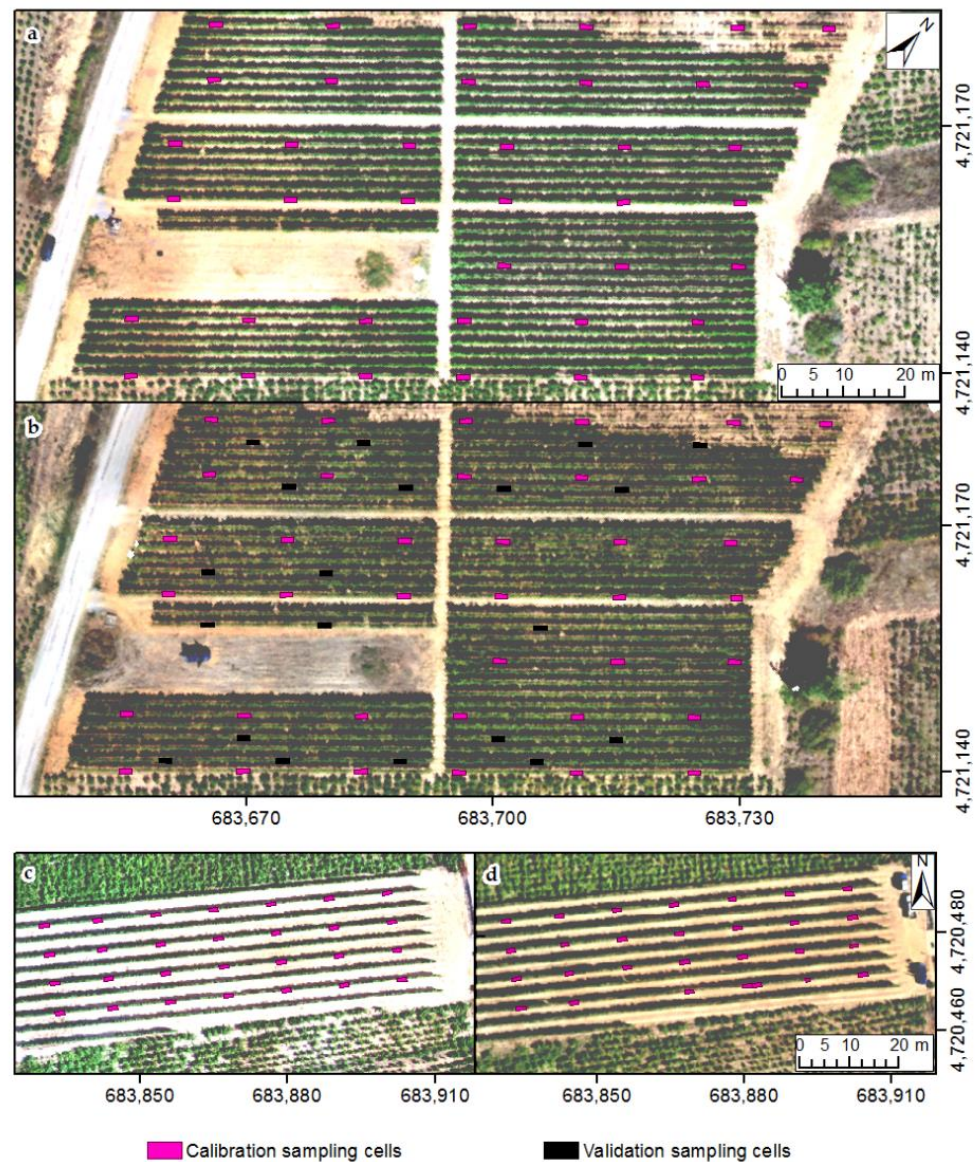 a
N
4,721,170
4,721,140
0 5 10 20 m
b
4,721,170
4,721,140
683,670 683,700 683,730
c
d
N
4,720,480
4,720,460
0 5 10 20 m
683,850 683,880 683,910 683,850 683,880 683,910
Calibration sampling cells Validation sampling cells